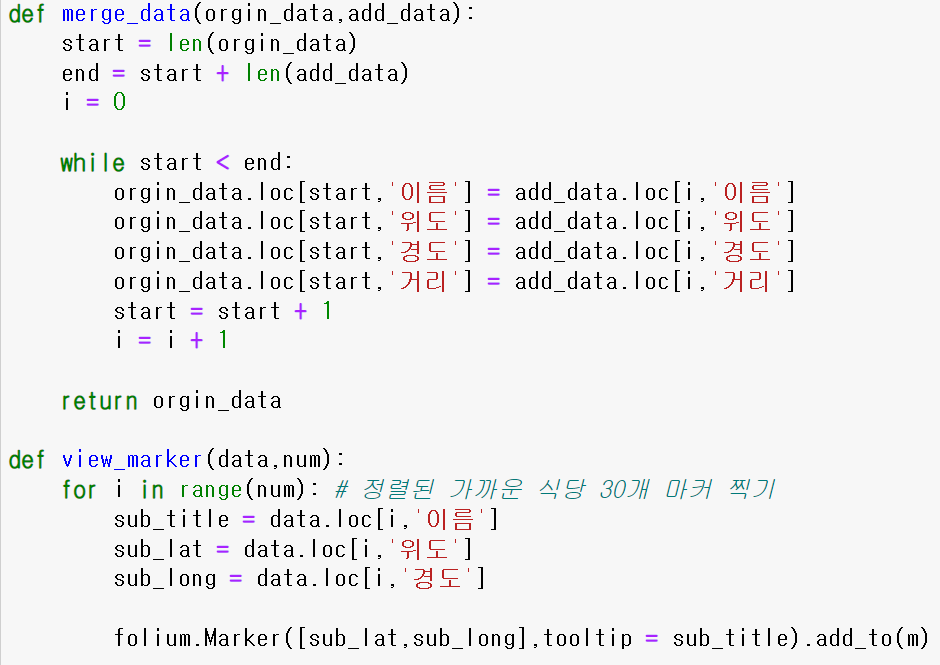 def merge_data(orgin_data,add_data):
    start = len(orgin_data)
    end = start + len(add_data)
    i = 0

    while start < end:
        orgin_data.loc[start,'이름'] = add_data.loc[i,'이름']
        orgin_data.loc[start,'위도'] = add_data.loc[i,'위도']
        orgin_data.loc[start,'경도'] = add_data.loc[i,'경도']
        orgin_data.loc[start,'거리'] = add_data.loc[i,'거리']
        start = start + 1
        i = i + 1

    return orgin_data

def view_marker(data,num):
    for i in range(num): # 정렬된 가까운 식당 30개 마커 찍기
        sub_title = data.loc[i,'이름']
        sub_lat = data.loc[i,'위도']
        sub_long = data.loc[i,'경도']

        folium.Marker([sub_lat,sub_long],tooltip = sub_title).add_to(m)